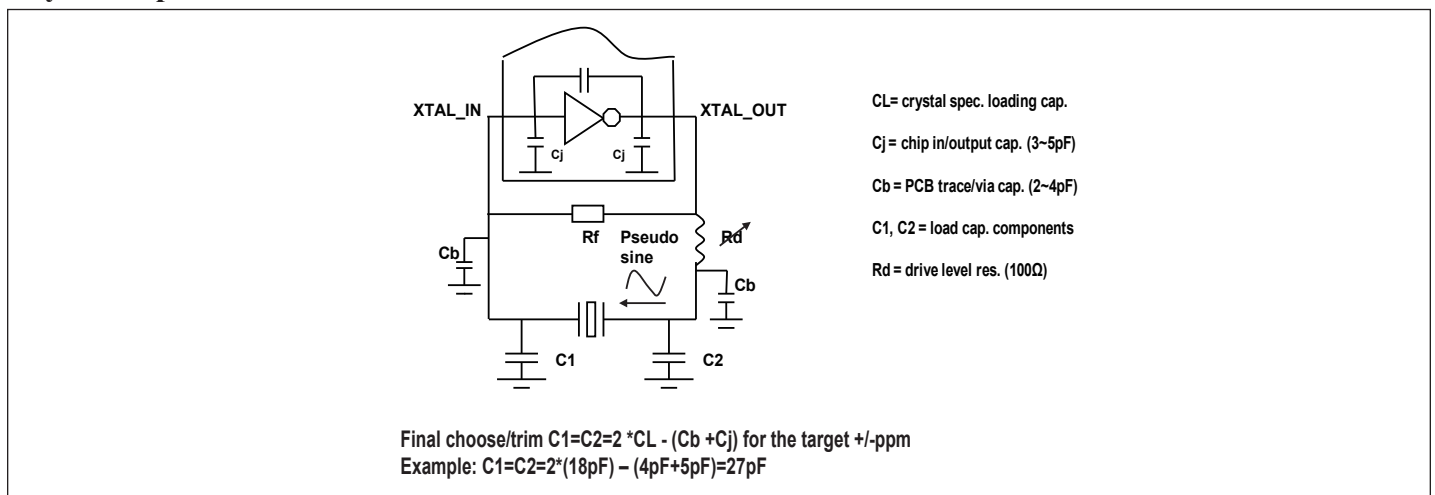 XTAL_IN
XTAL_OUT
Cj
Cj
Rf
Pseudo
sine
Rd
Cb
Cb
C1
C2
CL= crystal spec. loading cap.
Cj = chip in/output cap. (3~5pF)
Cb = PCB trace/via cap. (2~4pF)
C1, C2 = load cap. components
Rd = drive level res. (100Ω)
Final choose/trim C1=C2=2 *CL - (Cb +Cj) for the target +/-ppm
Example: C1=C2=2*(18pF) – (4pF+5pF)=27pF